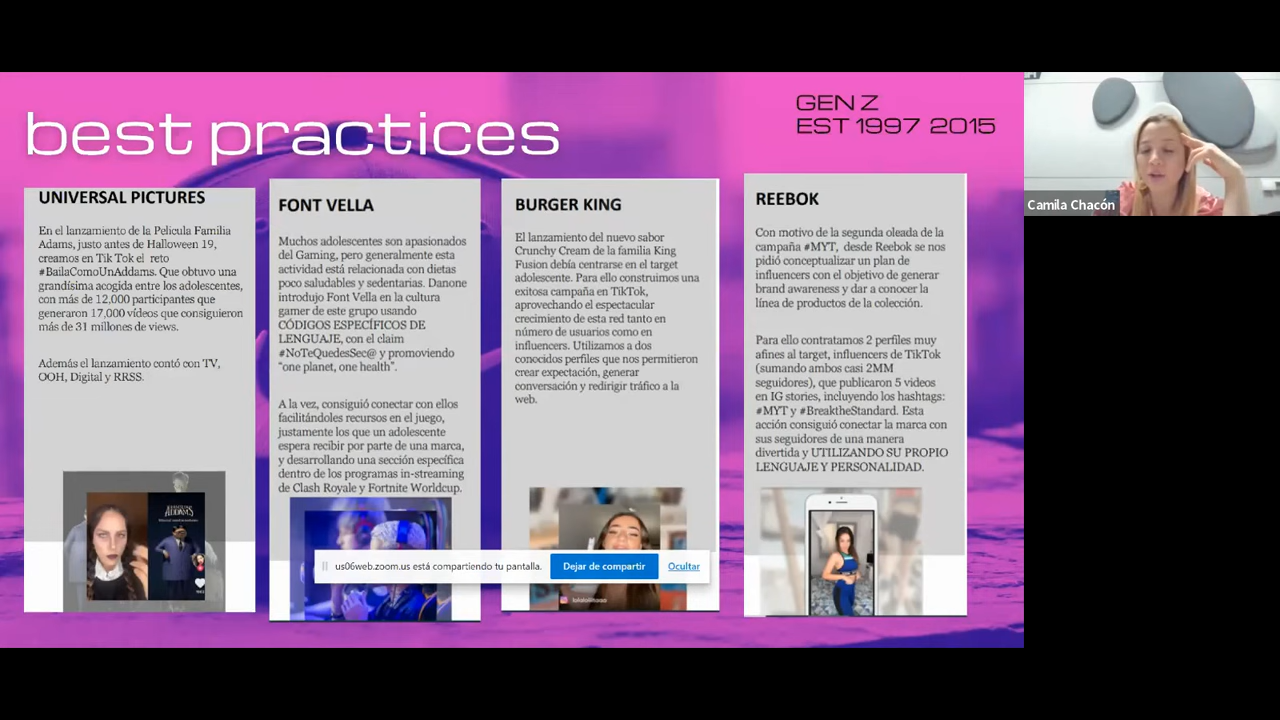 best practices
GEN Z
EST 1997 2015
UNIVERSAL PICTURES
En el lanzamiento de la Pelicula Familia
Adams, justo antes de Halloween 19,
creamos en Tik Tok el reto
#BailaComoUnAddams. Que obtuvo una
grandísima acogida entre los adolescentes,
con más de 12,000 participantes que
generaron 17,000 vídeos que consiguieron
más de 31 millones de views.
Además el lanzamiento contó con TV,
OOH, Digital y RRSS.
ADDAMS
FONT VELLA
Muchos adolescentes son apasionados
del Gaming, pero generalmente esta
actividad está relacionada con dietas
poco saludables y sedentarias. Danone
introdujo Font Vella en la cultura
gamer de este grupo usando
CÓDIGOS ESPECÍFICOS DE
LENGUAJE, con el claim
#NoTeQuedesSec@ y promoviendo
“one planet, one health”.
A la vez, consiguió conectar con ellos
facilitándoles recursos en el juego,
justamente los que un adolescente
espera recibir por parte de una marca,
y desarrollando una sección específica
dentro de los programas in-streaming
de Clash Royale y Fortnite Worldcup.
BURGER KING
El lanzamiento del nuevo sabor
Crunchy Cream de la familia King
Fusion debía centrarse en el target
adolescente. Para ello construimos una
exitosa campaña en TikTok,
aprovechando el espectacular
crecimiento de esta red tanto en
número de usuarios como en
influencers. Utilizamos a dos
conocidos perfiles que nos permitieron
crear expectación, generar
conversación y redirigir tráfico a la
web.
REEBOK
Con motivo de la segunda oleada de la
campaña #MYT, desde Reebok se nos
pidió conceptualizar un plan de
influencers con el objetivo de generar
brand awareness y dar a conocer la
línea de productos de la colección.
Para ello contratamos 2 perfiles muy
afines al target, influencers de TikTok
(sumando ambos casi 2MM
seguidores), que publicaron 5 videos
en IG stories, incluyendo los hashtags:
#MYT y #BreaktheStandard. Esta
acción consiguió conectar la marca con
sus seguidores de una manera
divertida y UTILIZANDO SU PROPIO
LENGUAJE Y PERSONALIDAD.
us06web.zoom.us está compartiendo tu pantalla.
Dejar de compartir
Ocultar
Camila Chacón